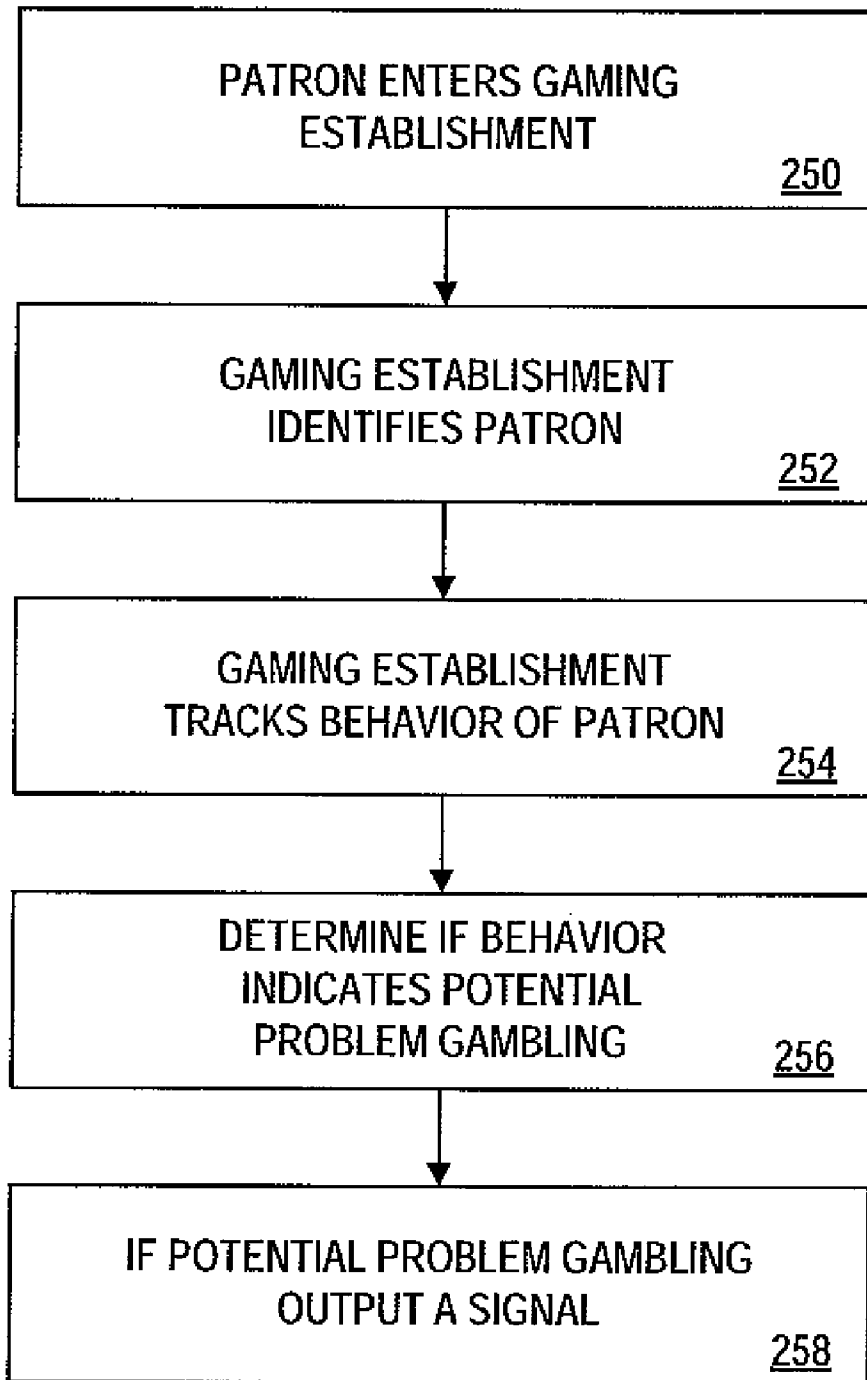 PATRON ENTERS GAMING
ESTABLISHMENT
250
GAMING ESTABLISHMENT
IDENTIFIES PATRON
252
GAMING ESTABLISHMENT
TRACKS BEHAVIOR OF PATRON
254
DETERMINE IF BEHAVIOR
INDICATES POTENTIAL
PROBLEM GAMBLING
256
IF POTENTIAL PROBLEM GAMBLING
OUTPUT A SIGNAL
258